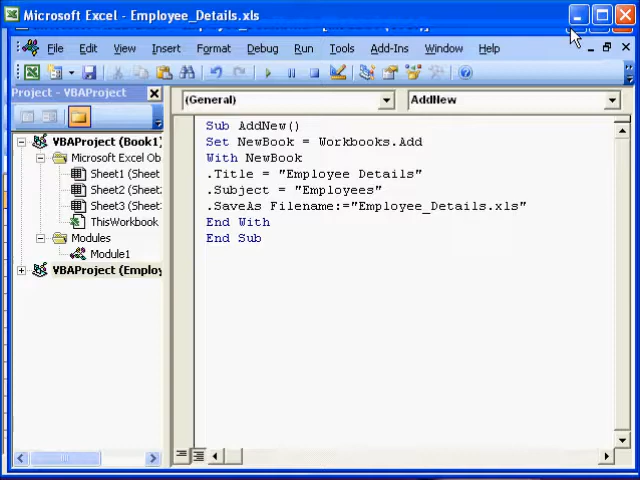 Microsoft Excel - Employee_Details.xls
File Edit View Insert Format Debug Run Tools Add-Ins Window Help
Project - VBAProject
(General)
AddNew
VBAProject (Book1)
Microsoft Excel Ob
Sheet1 (Sheet
Sheet2 (Sheet
Sheet3 (Sheet
ThisWorkbook
Modules
Module1
VBAProject (Employ
Sub AddNew()
Set NewBook = Workbooks.Add
With NewBook
.Title = "Employee Details"
.Subject = "Employees"
.SaveAs Filename:="Employee_Details.xls"
End With
End Sub